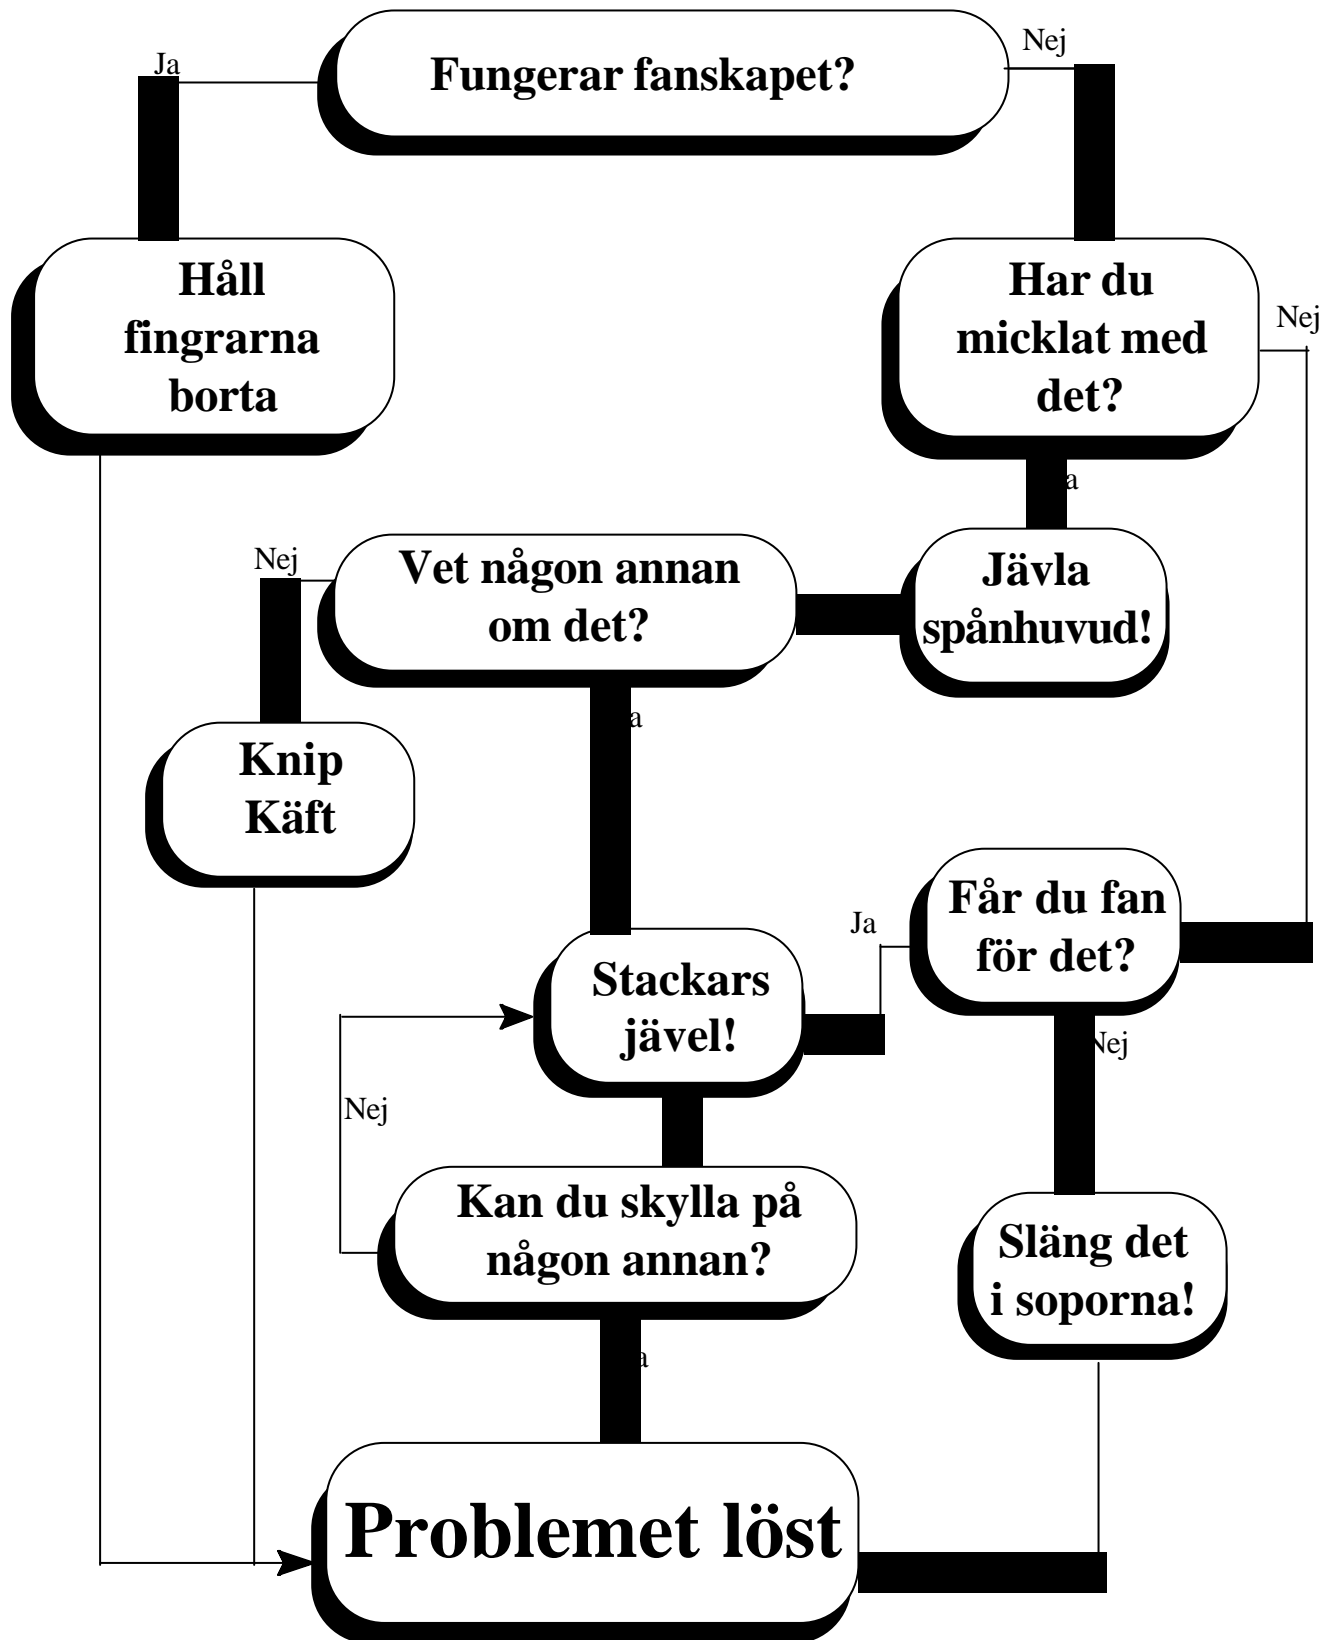 Ja
Fungerar fanskapet?
Nej
Håll
fingrarna
borta
Har du
micklat med
det?
Nej
a
Nej
Vet någon annan
om det?
Jävla
spånhuvud!
a
Knip
Käft
Får du fan
för det?
Ja
Stackars
jävel!
Nej
Nej
Kan du skylla på
någon annan?
Släng det
i soporna!
a
Problemet löst